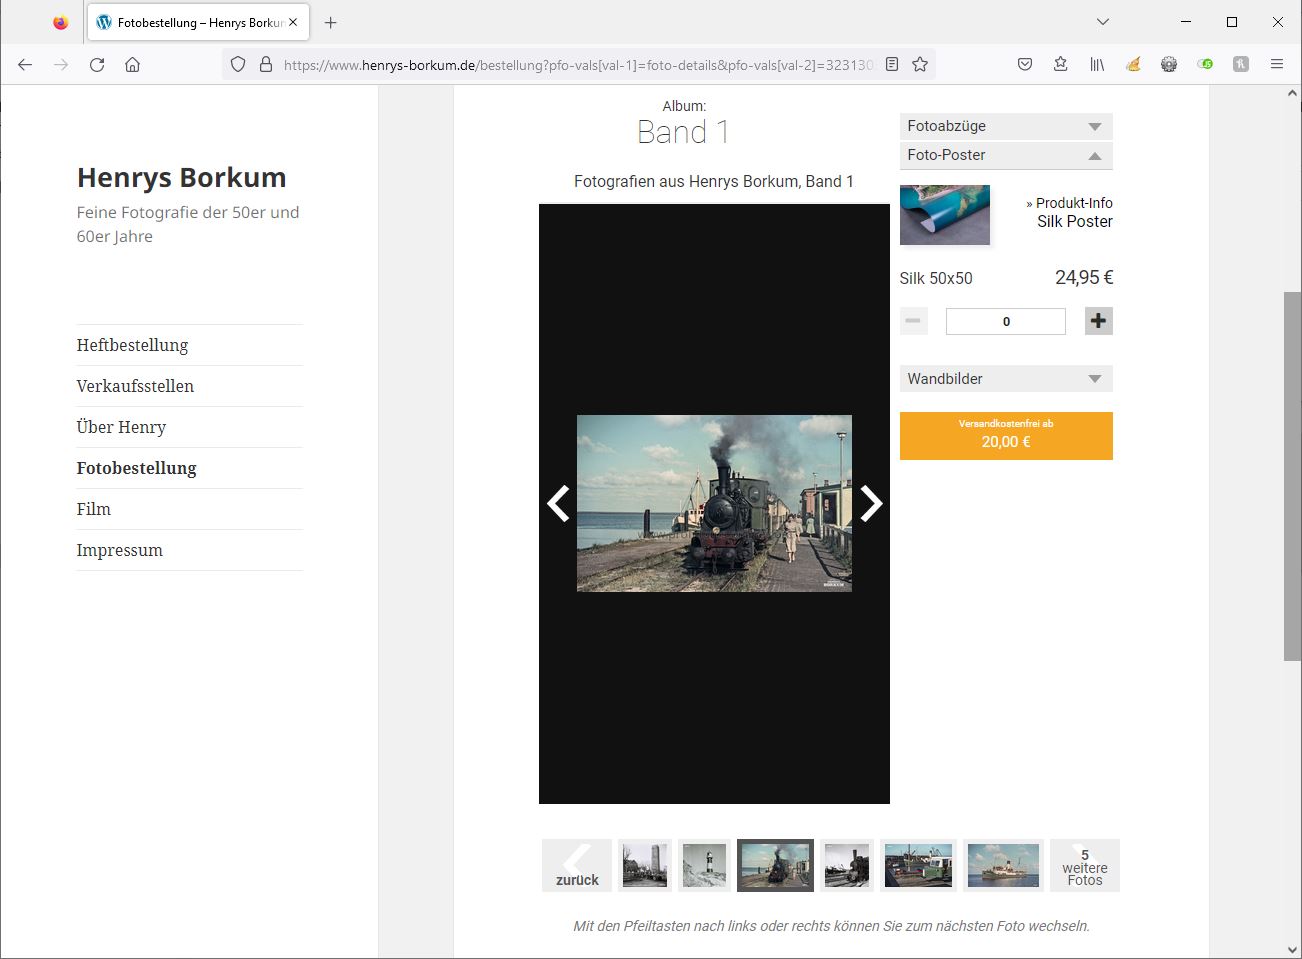 Fotobestellung – Henrys Borkum
https://www.henrys-borkum.de/bestellung?pfo-vals[val-1]=foto-details&pfo-vals[val-2]=323130
Henrys Borkum
Feine Fotografie der 50er und
60er Jahre
Heftbestellung
Verkaufsstellen
Über Henry
Fotobestellung
Film
Impressum
Album:
Band 1
Fotografien aus Henrys Borkum, Band 1
BORKUM
zurück
5
weitere
Fotos
Mit den Pfeiltasten nach links oder rechts können Sie zum nächsten Foto wechseln.
Fotoabzüge
Foto-Poster
» Produkt-Info
Silk Poster
Silk 50x50
24,95 €
0
Wandbilder
Versandkostenfrei ab
20,00 €